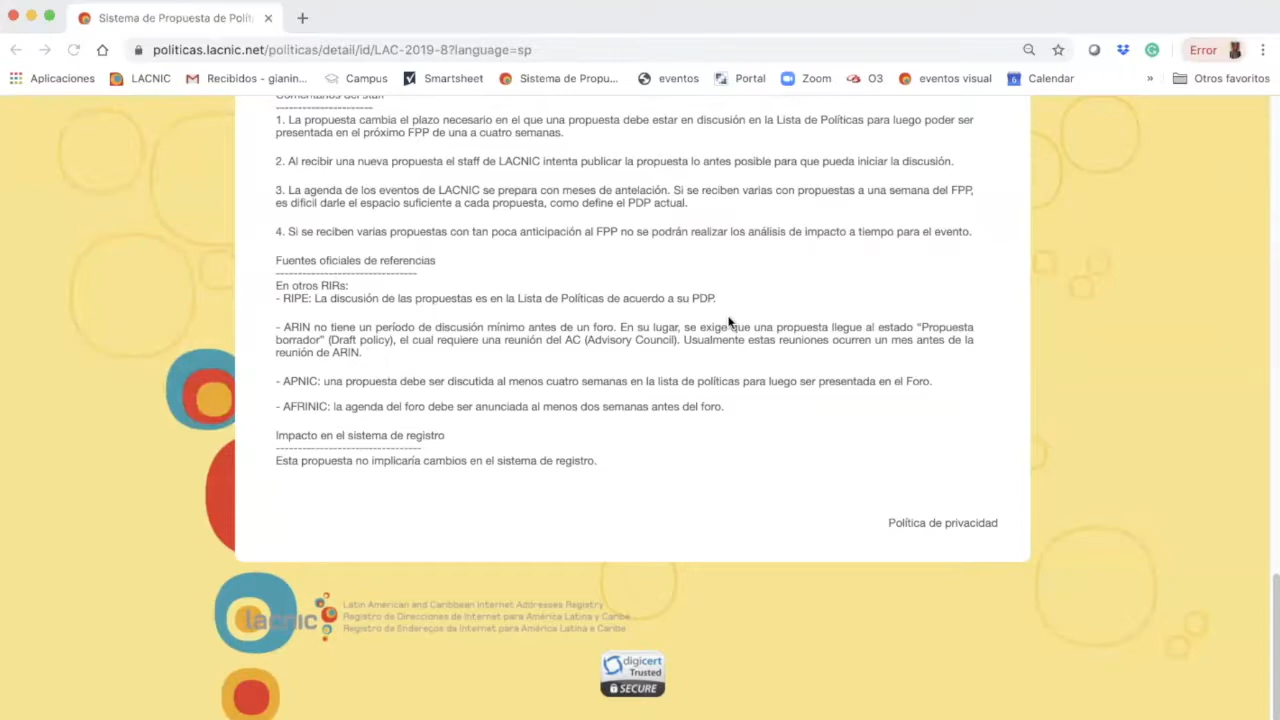 Sistema de Propuesta de Políti
politicas.lacnic.net/politicas/detail/id/LAC-2019-8?language=sp
Error
Aplicaciones
LACNIC
Recibidos - gianin...
Campus
Smartsheet
Sistema de Propu...
eventos
Portal
Zoom
O3
eventos visual
6
Calendar
»
Otros favoritos
Comentarios del staff
----------------------
1. La propuesta cambia el plazo necesario en el que una propuesta debe estar en discusión en la Lista de Políticas para luego poder ser
presentada en el próximo FPP de una a cuatro semanas.
2. Al recibir una nueva propuesta el staff de LACNIC intenta publicar la propuesta lo antes posible para que pueda iniciar la discusión.
3. La agenda de los eventos de LACNIC se prepara con meses de antelación. Si se reciben varias con propuestas a una semana del FPP,
es dificil darle el espacio suficiente a cada propuesta, como define el PDP actual.
4. Si se reciben varias propuestas con tan poca anticipación al FPP no se podrán realizar los análisis de impacto a tiempo para el evento.
Fuentes oficiales de referencias
--------------------------------
En otros RIRs:
- RIPE: La discusión de las propuestas es en la Lista de Políticas de acuerdo a su PDP.
- ARIN no tiene un período de discusión mínimo antes de un foro. En su lugar, se exige que una propuesta llegue al estado “Propuesta
borrador” (Draft policy), el cual requiere una reunión del AC (Advisory Council). Usualmente estas reuniones ocurren un mes antes de la
reunión de ARIN.
- APNIC: una propuesta debe ser discutida al menos cuatro semanas en la lista de políticas para luego ser presentada en el Foro.
- AFRINIC: la agenda del foro debe ser anunciada al menos dos semanas antes del foro.
Impacto en el sistema de registro
---------------------------------
Esta propuesta no implicaría cambios en el sistema de registro.
Política de privacidad
lacnic
Latin American and Caribbean Internet Addresses Registry
Registro de Direcciones de Internet para América Latina y Caribe
Registro de Endereços da Internet para América Latina e Caribe
digicert
Trusted
SECURE